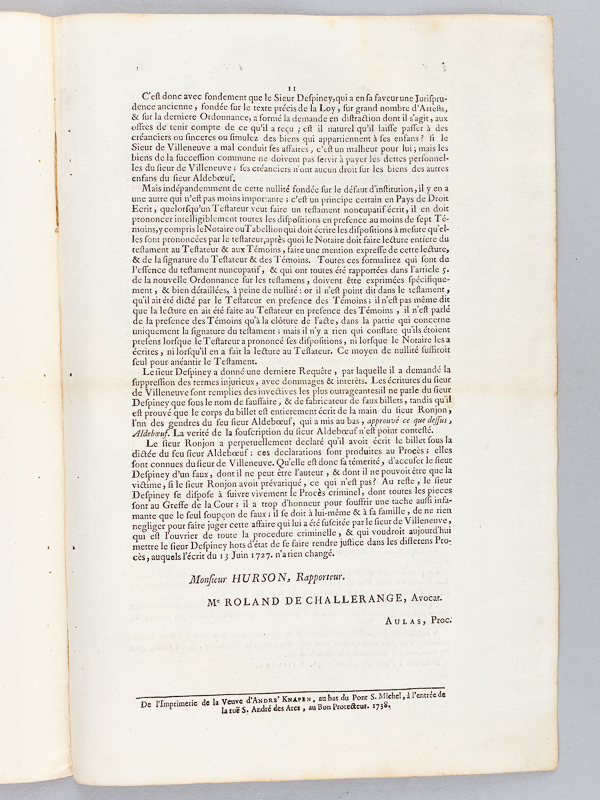 11
C'est donc avec fondement que le Sieur Despiney, qui a en sa faveur une Jurispru-
dence ancienne, fondée sur le texte précis de la Loy, sur grand nombre d'Arrests,
& sur la derniere Ordonnance, a formé la demande en distraction dont il s'agit, aux
offres de tenir compte de ce qu'il a reçu ; est il naturel qu'il laisse passer à des
créanciers ou sinceres ou simulez des biens qui appartiennent à ses enfans ? si le
Sieur de Villeneuve a mal conduit ses affaires, c'est un malheur pour lui ; mais les
biens de la succession commune ne doivent pas servir à payer les dettes personnel-
les du sieur de Villeneuve ; ses créanciers n'ont aucun droit sur les biens des autres
enfans du sieur Aldebœuf.
Mais indépendamment de cette nullité fondée sur le défaut d'institution, il y en a
une autre qui n'est pas moins importante ; c'est un principe certain en Pays de Droit
Ecrit, que lorsqu'un Testateur veut faire un testament noncupatif écrit, il en doit
prononcer intelligiblement toutes les dispositions en presence au moins de sept Té-
moins, y compris le Notaire ou Tabellion qui doit écrire les dispositions à mesure qu'el-
les sont prononcées par le testateur, après quoi le Notaire doit faire lecture entiere du
testament au Testateur & aux Témoins, faire une mention expresse de cette lecture,
& de la signature du Testateur & des Témoins. Toutes ces formalitez qui sont de
l'essence du testament nuncupatif, & qui ont toutes été rapportées dans l'article 5.
de la nouvelle Ordonnance sur les testamens, doivent être exprimées spécifique-
ment, & bien détaillées, à peine de nullité : or il n'est point dit dans le testament,
qu'il ait été dicté par le Testateur en presence des Témoins ; il n'est pas même dit
que la lecture en ait été faite au Testateur en presence des Témoins, il n'est parlé
de la presence des Témoins qu'à la clôture de l'acte, dans la partie qui concerne
uniquement la signature du testament : mais il n'y a rien qui constate qu'ils étoient
presens lorsque le Testateur a prononcé ses dispositions, ni lorsque le Notaire les a
écrites, ni lorsqu'il en a fait la lecture au Testateur. Ce moyen de nullité suffiroit
seul pour anéantir le Testament.
Le sieur Despiney a donné une derniere Requête, par laquelle il a demandé la
suppression des termes injurieux, avec dommages & interêts. Les écritures du sieur
de Villeneuve sont remplies des invectives les plus outrageantes il ne parle du sieur
Despiney que sous le nom de faussaire, & de fabricateur de faux billets, tandis qu'il
est prouvé que le corps du billet est entierement écrit de la main du sieur Ronjon,
l'nn des gendres du feu sieur Aldebœuf, qui a mis au bas, approuvé ce que dessus,
Aldebœuf. La verité de la souscription du sieur Aldebœuf n'est point contesté.
Le sieur Ronjon a perpetuellement declaré qu'il avoit écrit le billet sous la
dictée du feu sieur Aldebœuf : ces declarations sont produites au Procès ; elles
sont connues du sieur de Villeneuve. Qu'elle est donc sa témerité, d'accuser le sieur
Despiney d'un faux, dont il ne peut être l'auteur, & dont il ne pouvoit être que la
victime, si le sieur Ronjon avoit prévariqué, ce qui n'est pas ? Au reste, le sieur
Despiney se dispose à suivre vivement le Procès criminel, dont toutes les pieces
sont au Greffe de la Cour ; il a trop d'honneur pour souffrir une tache aussi infa-
mante que le seul soupçon de faux : il se doit à lui-même & à sa famille, de ne rien
negliger pour faire juger cette affaire qui lui a été suscitée par le sieur de Villeneuve,
qui est l'ouvrier de toute la procedure criminelle, & qui voudroit aujourd'hui
mettre le sieur Despiney hors d'état de se faire rendre justice dans les differens Pro-
cès, auquels l'écrit du 13 Juin 1727. n'a rien changé.
Monsieur HURSON, Rapporteur.
Me ROLAND DE CHALLERANGE, Avocat.
AULAS, Proc.
De l'Imprimerie de la Veuve d'ANDRE' KNAPEN, au bas du Pont S. Michel, à l'entrée de
la ruë S. André des Arcs, au Bon Protecteur. 1738.